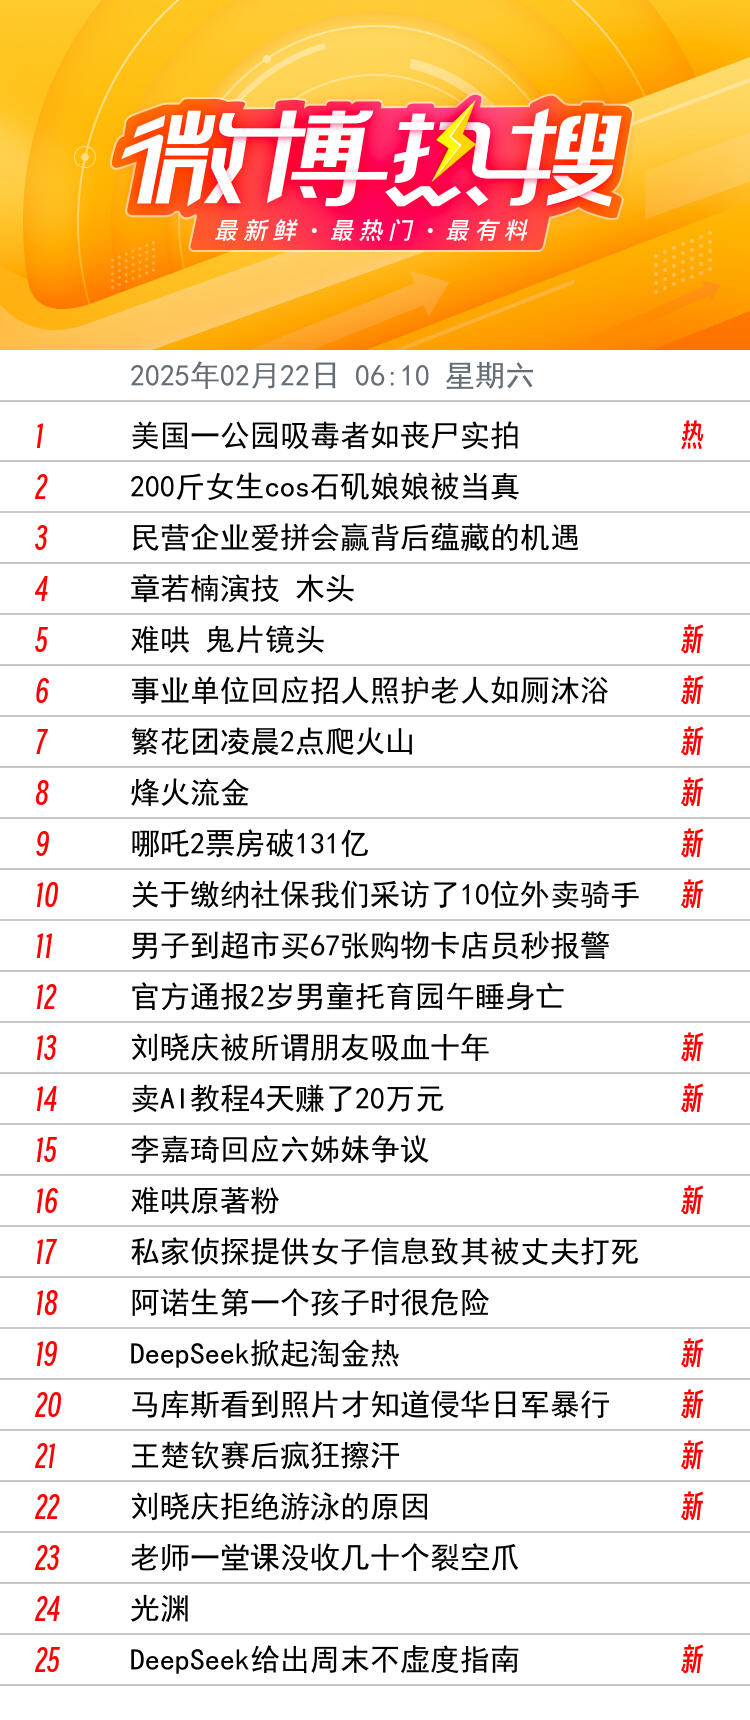 微博热搜
最新鲜·最热门·最有料
2025年02月22日 06:10 星期六
1 美国一公园吸毒者如丧尸实拍 热
2 200斤女生cos石矶娘娘被当真
3 民营企业爱拼会赢背后蕴藏的机遇
4 章若楠演技 木头
5 难哄 鬼片镜头 新
6 事业单位回应招人照护老人如厕沐浴 新
7 繁花团凌晨2点爬火山 新
8 烽火流金 新
9 哪吒2票房破131亿 新
10 关于缴纳社保我们采访了10位外卖骑手 新
11 男子到超市买67张购物卡店员秒报警
12 官方通报2岁男童托育园午睡身亡
13 刘晓庆被所谓朋友吸血十年 新
14 卖AI教程4天赚了20万元 新
15 李嘉琦回应六姊妹争议
16 难哄原著粉 新
17 私家侦探提供女子信息致其被丈夫打死
18 阿诺生第一个孩子时很危险
19 DeepSeek掀起淘金热 新
20 马库斯看到照片才知道侵华日军暴行 新
21 王楚钦赛后疯狂擦汗 新
22 刘晓庆拒绝游泳的原因 新
23 老师一堂课没收几十个裂空爪
24 光渊
25 DeepSeek给出周末不虚度指南 新